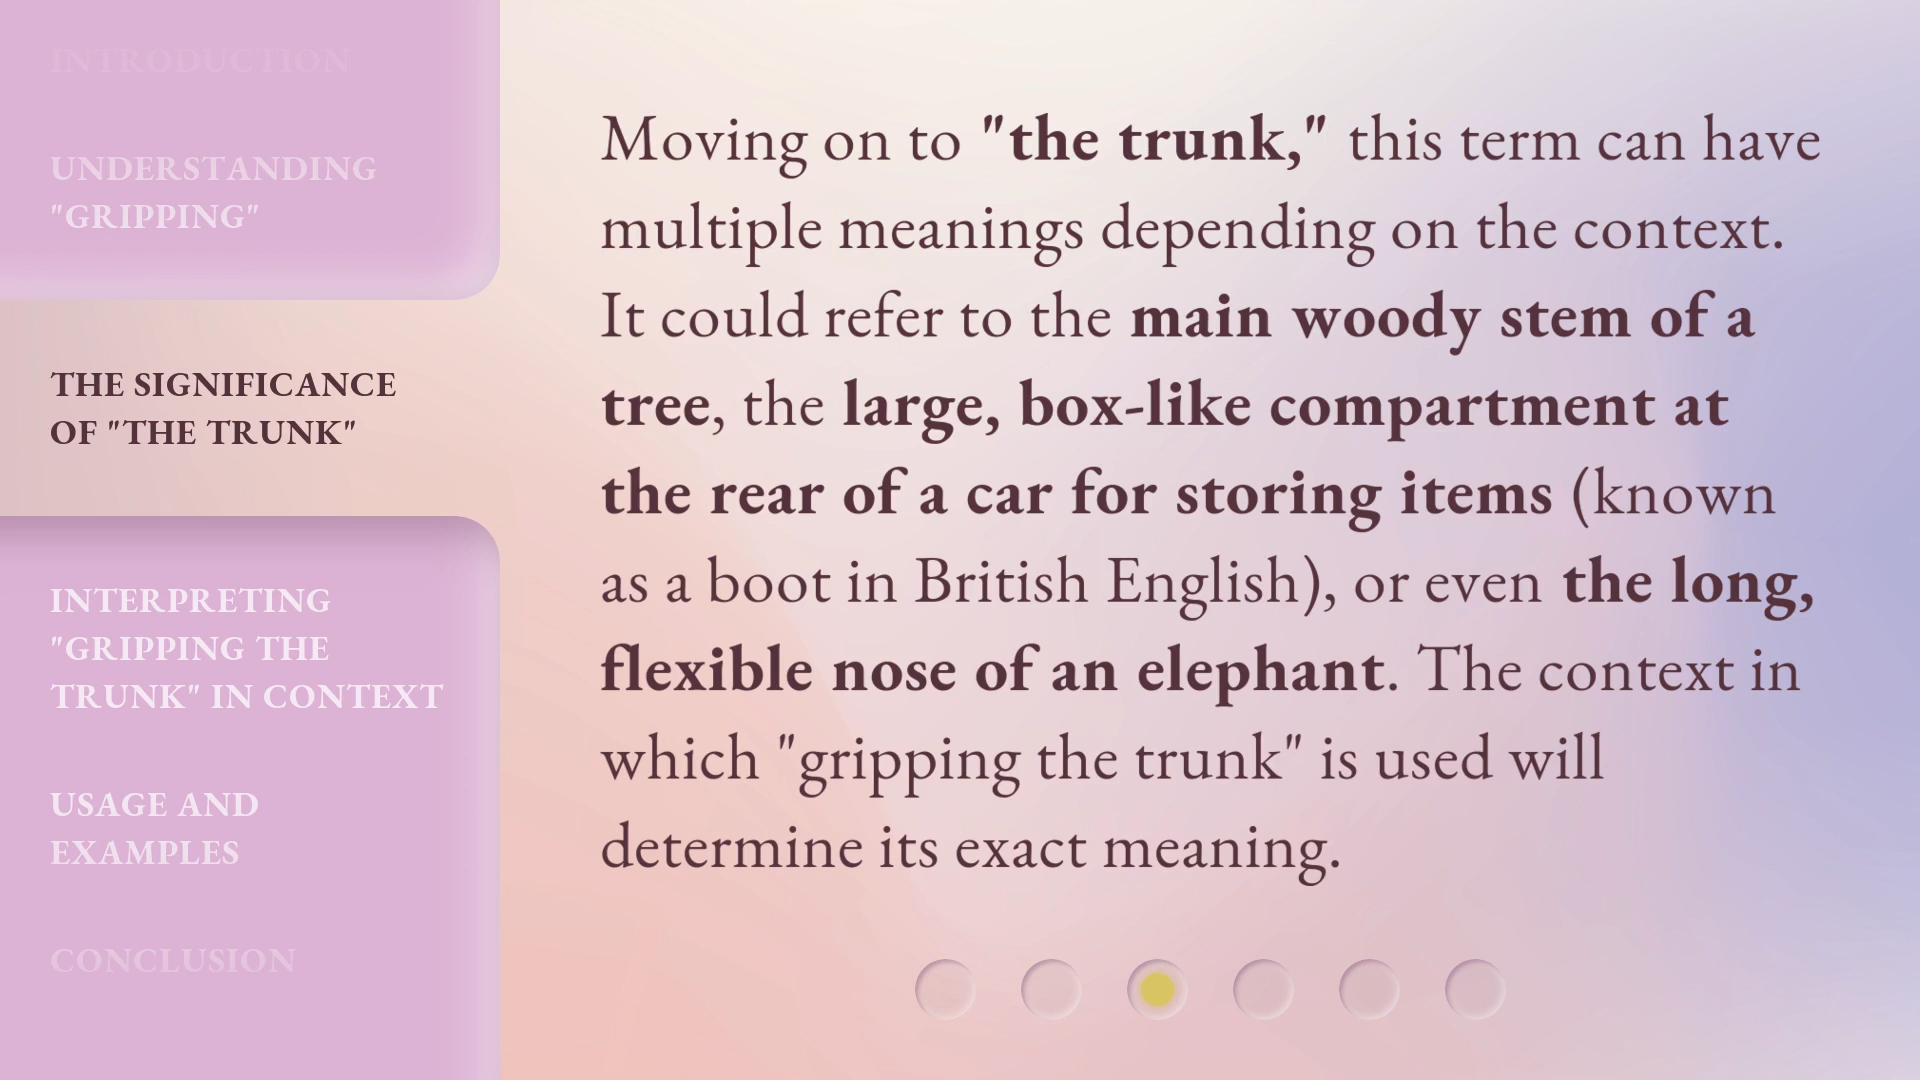 INTRODUCTION
UNDERSTANDING
"GRIPPING"
THE SIGNIFICANCE
OF "THE TRUNK"
INTERPRETING
"GRIPPING THE
TRUNK" IN CONTEXT
USAGE AND
EXAMPLES
CONCLUSION
Moving on to "the trunk," this term can have
multiple meanings depending on the context.
It could refer to the main woody stem of a
tree, the large, box-like compartment at
the rear of a car for storing items (known
as a boot in British English), or even the long,
flexible nose of an elephant. The context in
which "gripping the trunk" is used will
determine its exact meaning.